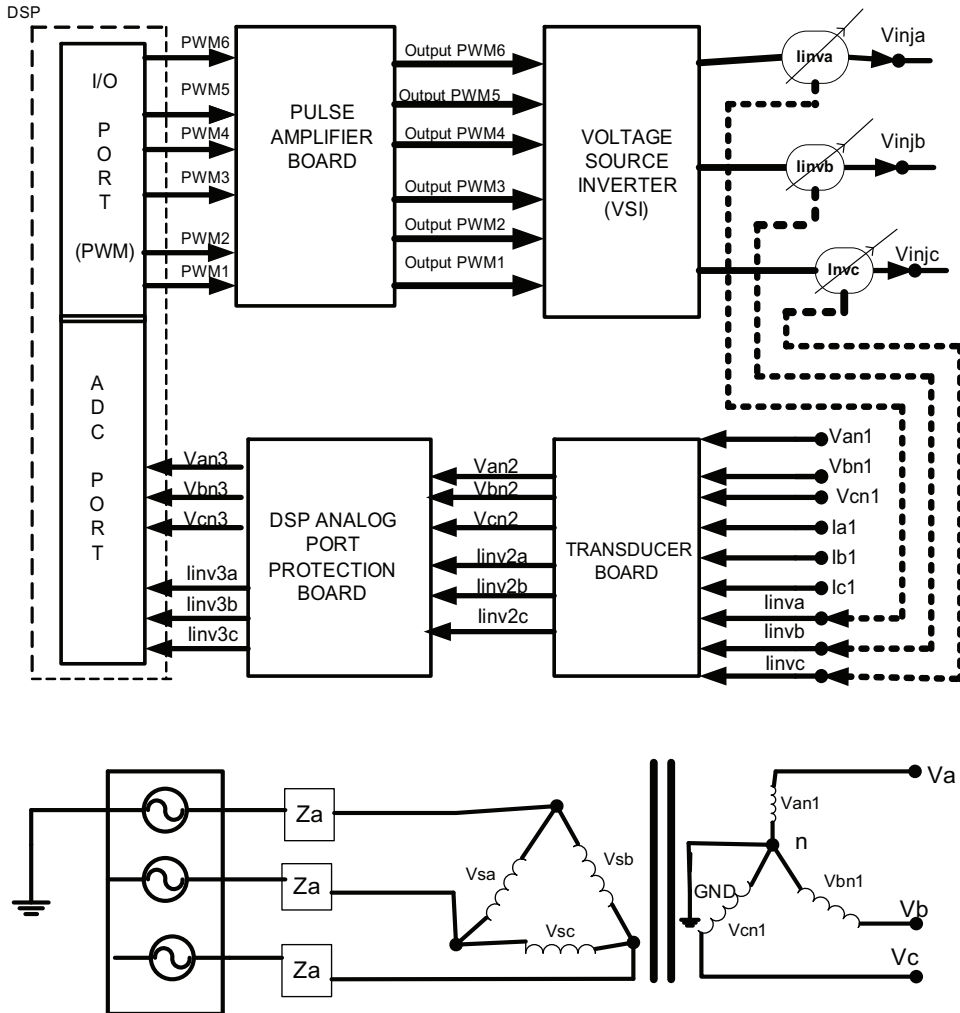 DSP
I/O
P
O
R
T
(PWM)
PWM6
PWM5
PWM4
PWM3
PWM2
PWM1
PULSE
AMPLIFIER
BOARD
Output PWM6
Output PWM5
Output PWM4
Output PWM3
Output PWM2
Output PWM1
VOLTAGE
SOURCE
INVERTER
(VSI)
Iinva
Vinja
Iinvb
Vinjb
Invc
Vinjc
A
D
C
P
O
R
T
Van3
Vbn3
Vcn3
Iinv3a
Iinv3b
Iinv3c
DSP ANALOG
PORT
PROTECTION
BOARD
Van2
Vbn2
Vcn2
Iinv2a
Iinv2b
Iinv2c
TRANSDUCER
BOARD
Van1
Vbn1
Vcn1
Ia1
Ib1
Ic1
Iinva
Iinvb
Iinvc
Za
Za
Za
Vsa
Vsb
Vsc
Van1
n
GND
Vcn1
Vbn1
Va
Vb
Vc